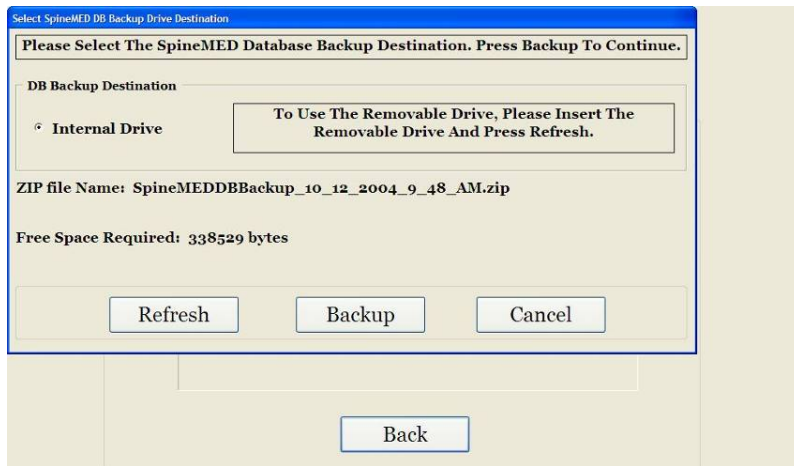 Select SpineMED DB Backup Drive Destination
Please Select The SpineMED Database Backup Destination. Press Backup To Continue.
DB Backup Destination
Internal Drive
To Use The Removable Drive, Please Insert The
Removable Drive And Press Refresh.
ZIP file Name: SpineMEDDBBackup_10_12_2004_9_48_AM.zip
Free Space Required: 338529 bytes
Refresh Backup Cancel
Back